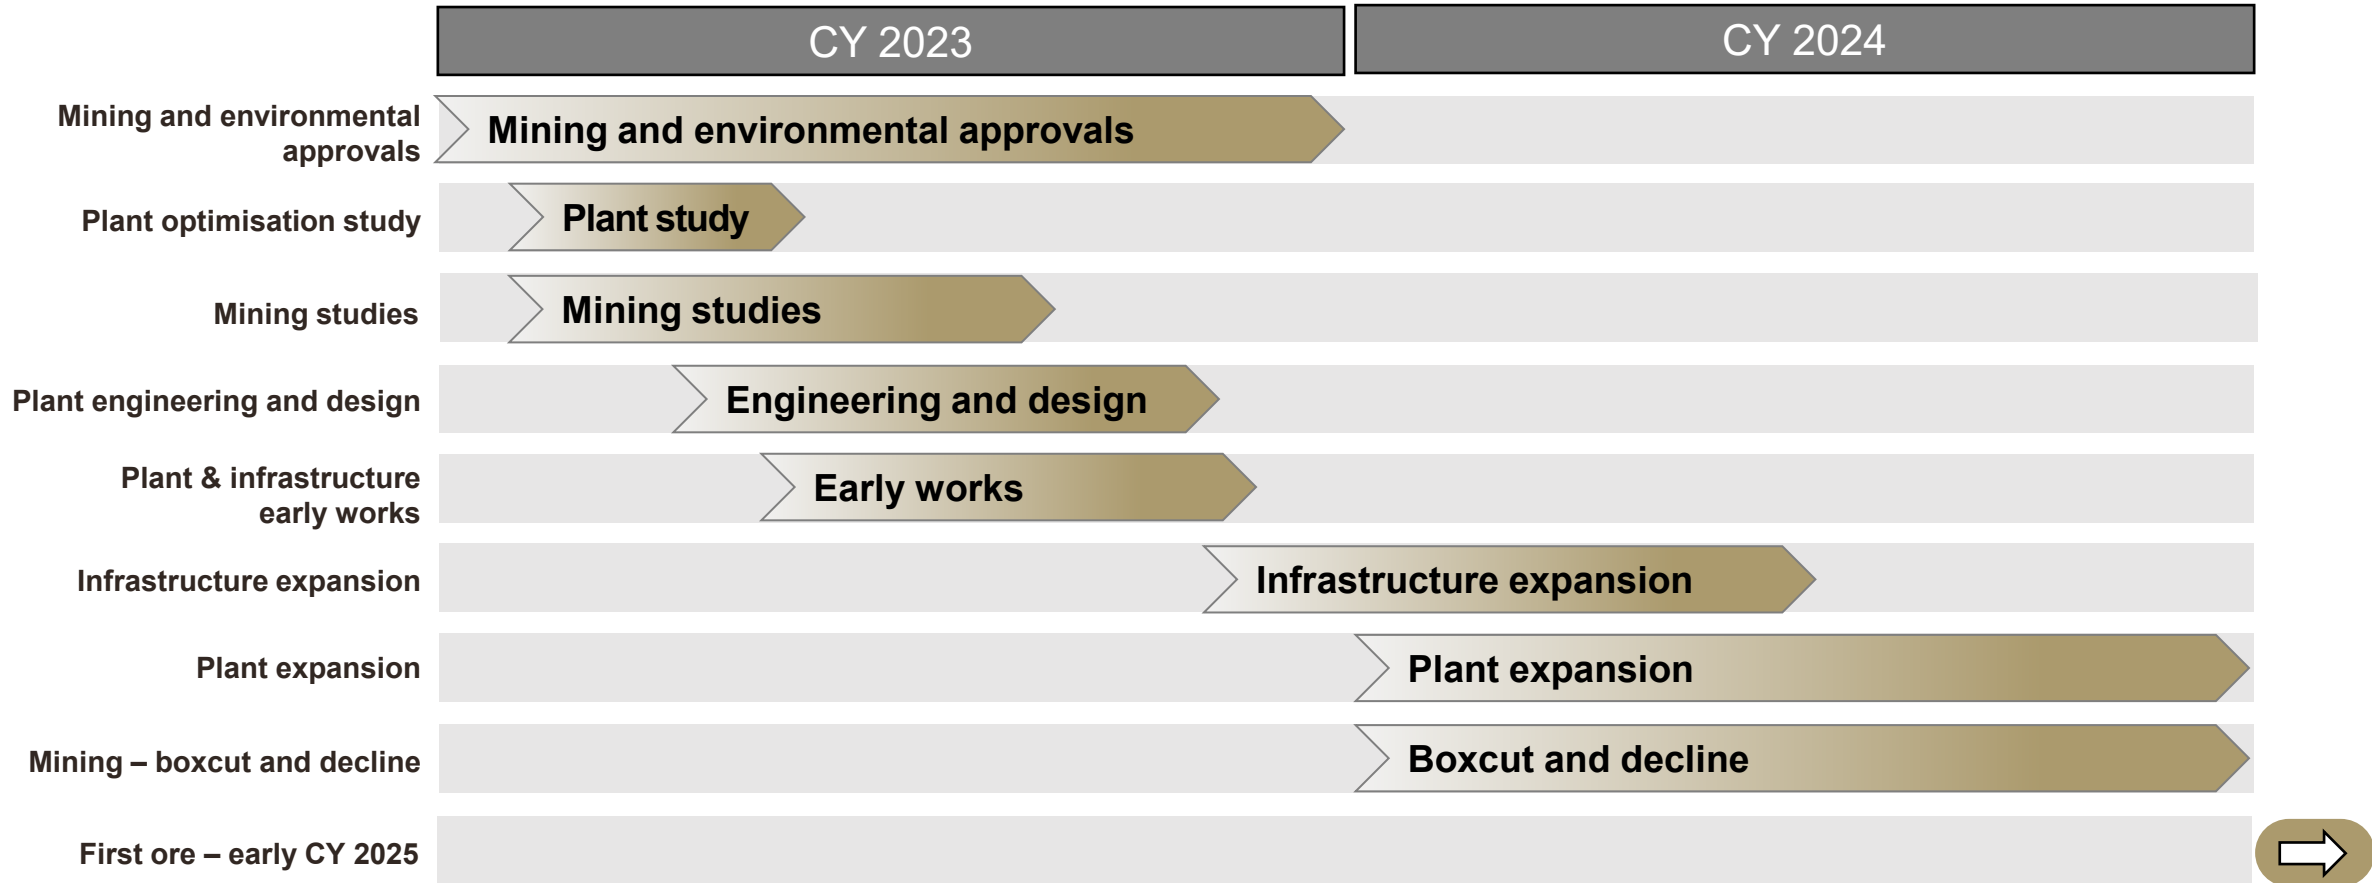 CY 2023
CY 2024
Mining and environmental
approvals
Mining and environmental approvals
Plant optimisation study
Plant study
Mining studies
Mining studies
Plant engineering and design
Engineering and design
Plant & infrastructure
early works
Early works
Infrastructure expansion
Infrastructure expansion
Plant expansion
Plant expansion
Mining – boxcut and decline
Boxcut and decline
First ore – early CY 2025